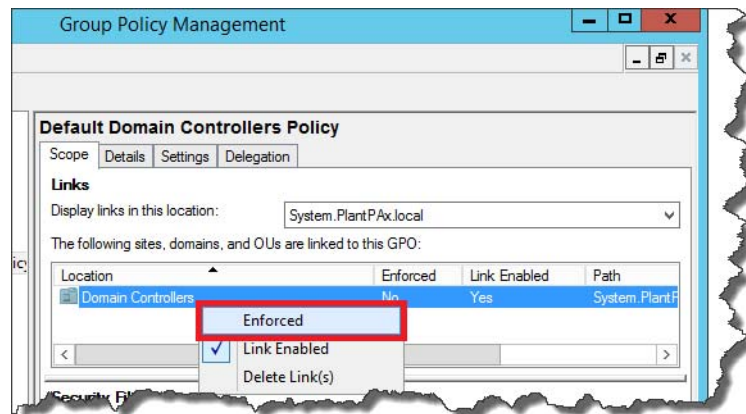 Group Policy Management
Default Domain Controllers Policy
Scope Details Settings Delegation
Links
Display links in this location: System.PlantPAx.local
The following sites, domains, and OUs are linked to this GPO:
Location Enforced Link Enabled Path
Domain Controllers No Yes System.PlantP
Enforced
Link Enabled
Delete Link(s)